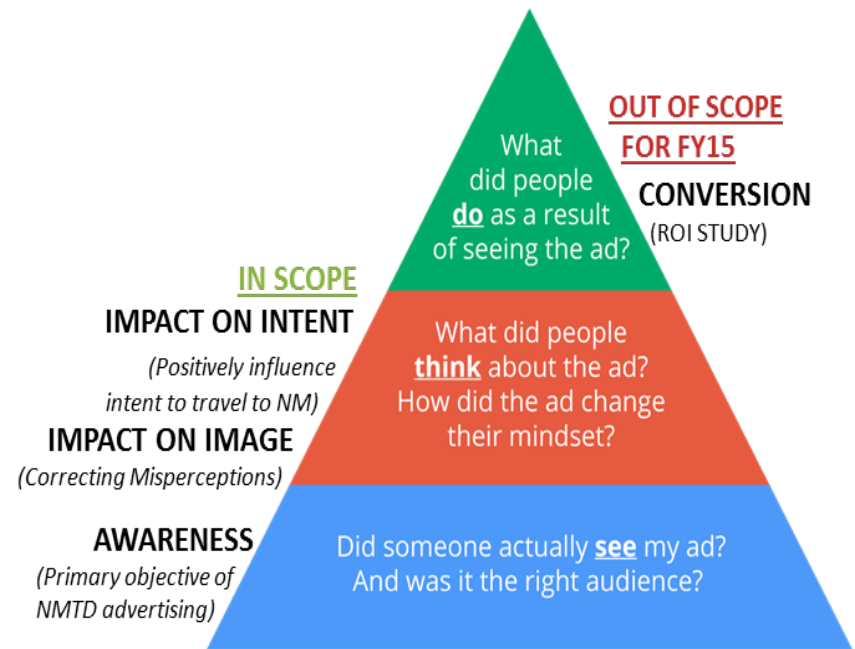 OUT OF SCOPE
FOR FY15
CONVERSION
(ROI STUDY)
What
did people
do as a result
of seeing the ad?
IN SCOPE
IMPACT ON INTENT
(Positively influence
intent to travel to NM)
IMPACT ON IMAGE
(Correcting Misperceptions)
What did people
think about the ad?
How did the ad change
their mindset?
AWARENESS
(Primary objective of
NMTD advertising)
Did someone actually see my ad?
And was it the right audience?